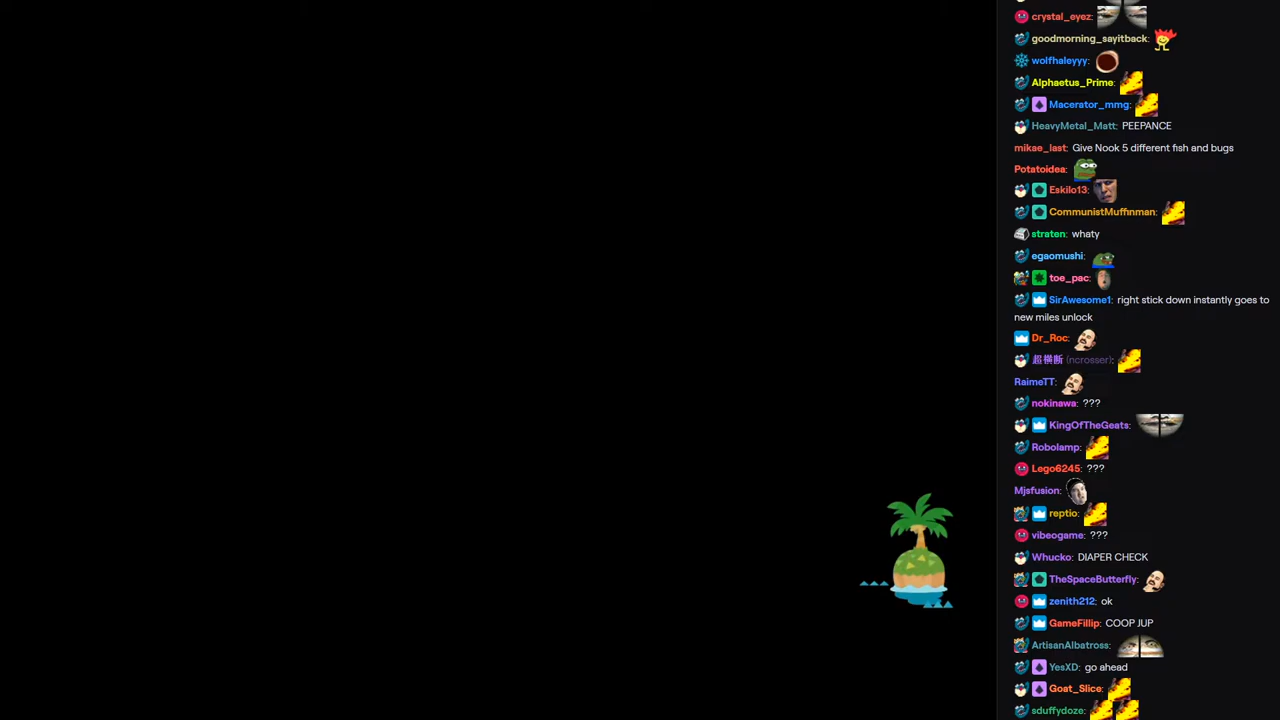 crystal_eyez:
goodmorning_sayitback:
wolfhaleyyy:
Alphaetus_Prime:
Macerator_mmg:
HeavyMetal_Matt: PEEPANCE
mikae_last: Give Nook 5 different fish and bugs
Potatoidea:
Eskilo13:
CommunistMuffinman:
straten: whaty
egaomushi:
toe_pac:
SirAwesome1: right stick down instantly goes to
new miles unlock
Dr_Roc:
超横断 (ncrosser):
RaimeTT:
nokinawa: ???
KingOfTheGeats:
Robolamp:
Lego6245: ???
Mjsfusion:
reptio:
vibeogame: ???
Whucko: DIAPER CHECK
TheSpaceButterfly:
zenith212: ok
GameFillip: COOP JUP
ArtisanAlbatross:
YesXD: go ahead
Goat_Slice:
sduffydoze: